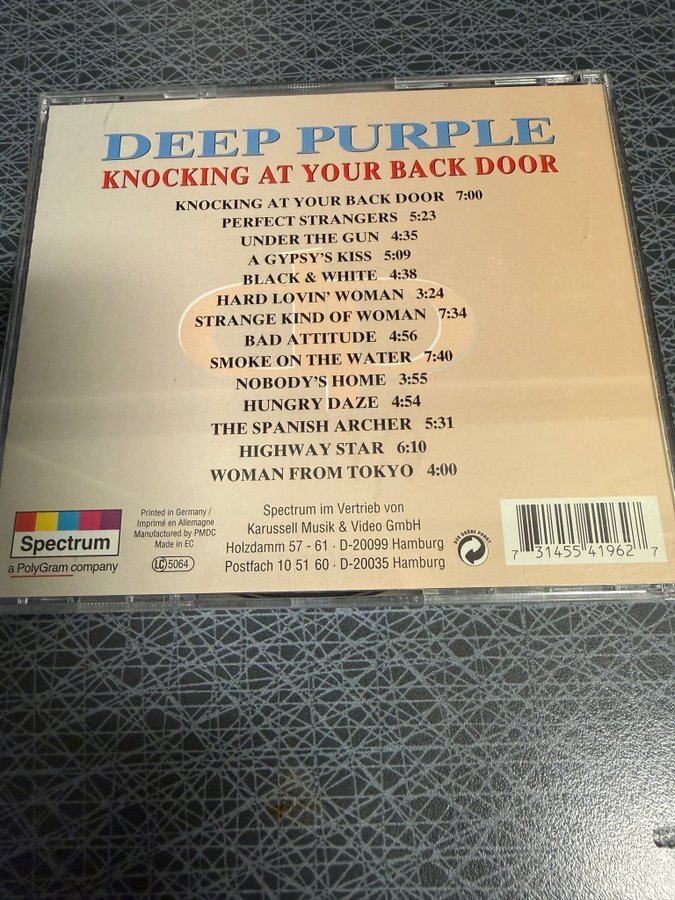 DEEP PURPLE
KNOCKING AT YOUR BACK DOOR
KNOCKING AT YOUR BACK DOOR 7:00
PERFECT STRANGERS 5:23
UNDER THE GUN 4:35
A GYPSY'S KISS 5:09
BLACK & WHITE 4:38
HARD LOVIN' WOMAN 3:24
STRANGE KIND OF WOMAN 7:34
BAD ATTITUDE 4:56
SMOKE ON THE WATER 7:40
NOBODY'S HOME 3:55
HUNGRY DAZE 4:54
THE SPANISH ARCHER 5:31
HIGHWAY STAR 6:10
WOMAN FROM TOKYO 4:00
Spectrum
a PolyGram company
Printed in Germany /
Imprimé en Allemagne
Manufactured by PMDC
Made in EC
LC 5064
Spectrum im Vertrieb von
Karussell Musik & Video GmbH
Holzdamm 57 - 61 · D-20099 Hamburg
Postfach 10 51 60 · D-20035 Hamburg
DER GRÜNE PUNKT
7 31455 41962 7